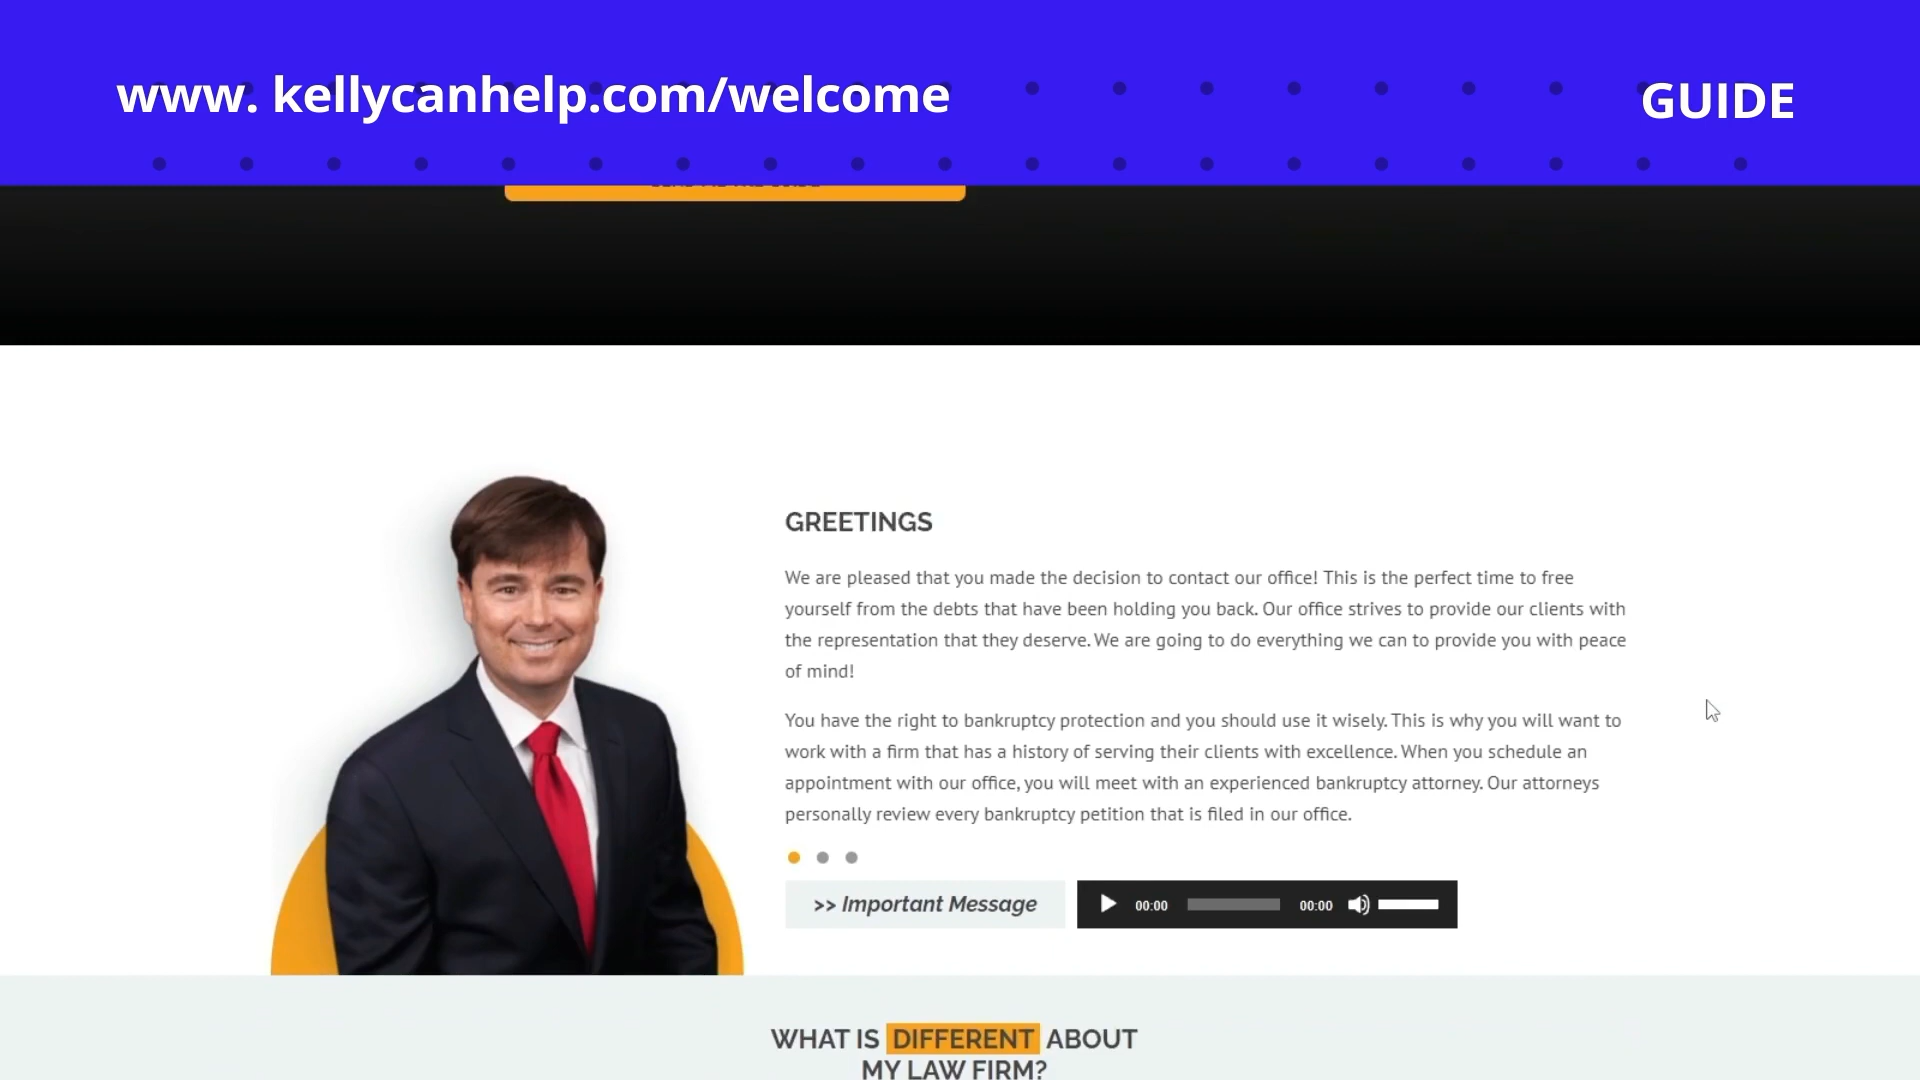 www. kellycanhelp.com/welcome
GUIDE
GREETINGS
We are pleased that you made the decision to contact our office! This is the perfect time to free
yourself from the debts that have been holding you back. Our office strives to provide our clients with
the representation that they deserve. We are going to do everything we can to provide you with peace
of mind!
You have the right to bankruptcy protection and you should use it wisely. This is why you will want to
work with a firm that has a history of serving their clients with excellence. When you schedule an
appointment with our office, you will meet with an experienced bankruptcy attorney. Our attorneys
personally review every bankruptcy petition that is filed in our office.
>> Important Message
00:00 00:00
WHAT IS DIFFERENT ABOUT
MY LAW FIRM?